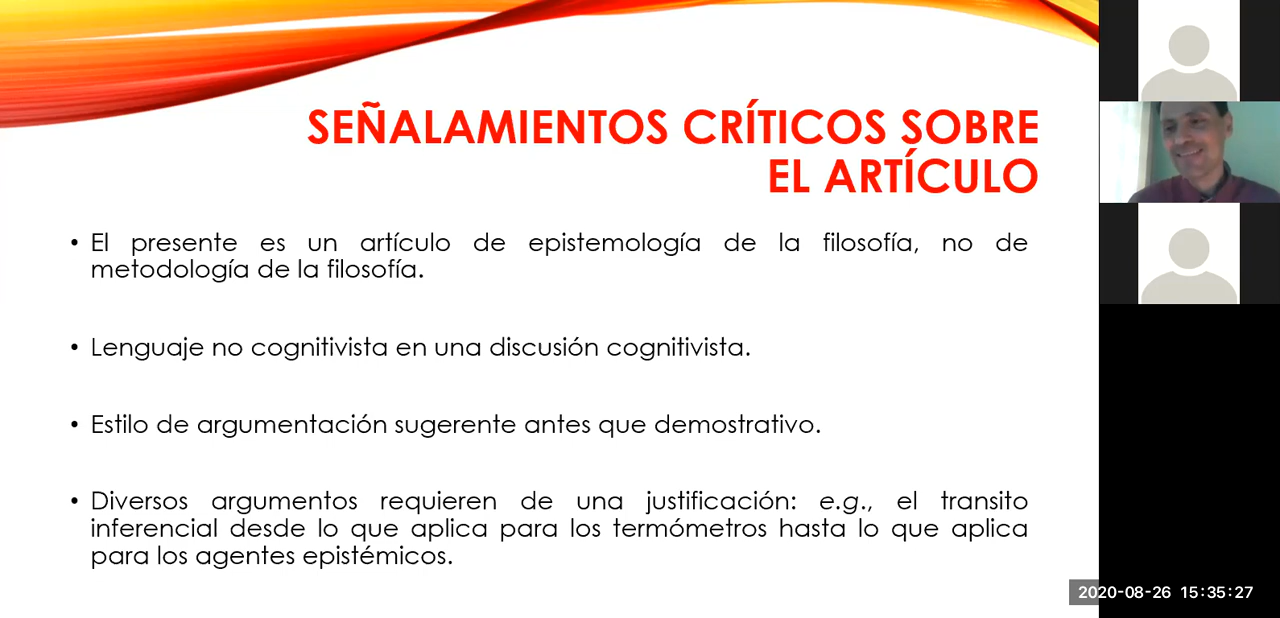 SEÑALAMIENTOS CRÍTICOS SOBRE
EL ARTÍCULO
• El presente es un artículo de epistemología de la filosofía, no de
metodología de la filosofía.
• Lenguaje no cognitivista en una discusión cognitivista.
• Estilo de argumentación sugerente antes que demostrativo.
• Diversos argumentos requieren de una justificación: e.g., el transito
inferencial desde lo que aplica para los termómetros hasta lo que aplica
para los agentes epistémicos.
2020-08-26 15:35:27